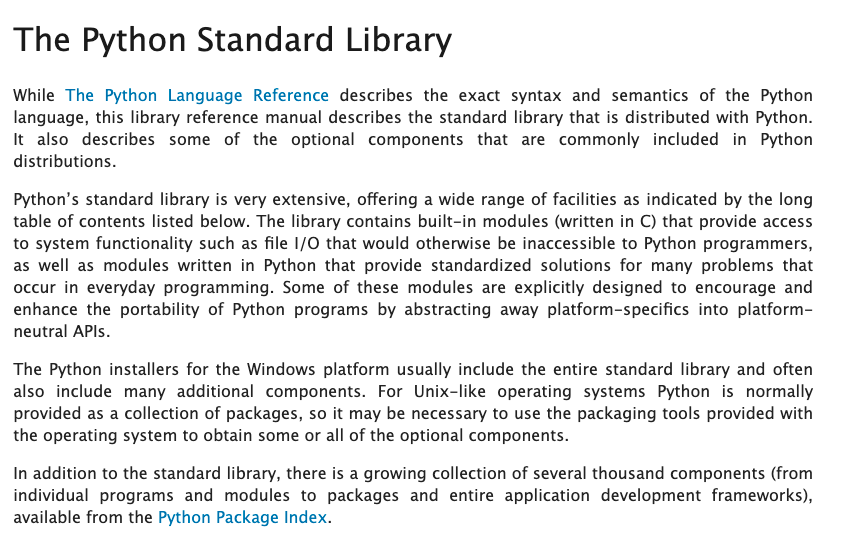 The Python Standard Library
While The Python Language Reference describes the exact syntax and semantics of the Python
language, this library reference manual describes the standard library that is distributed with Python.
It also describes some of the optional components that are commonly included in Python
distributions.
Python’s standard library is very extensive, offering a wide range of facilities as indicated by the long
table of contents listed below. The library contains built-in modules (written in C) that provide access
to system functionality such as file I/O that would otherwise be inaccessible to Python programmers,
as well as modules written in Python that provide standardized solutions for many problems that
occur in everyday programming. Some of these modules are explicitly designed to encourage and
enhance the portability of Python programs by abstracting away platform-specifics into platform-
neutral APIs.
The Python installers for the Windows platform usually include the entire standard library and often
also include many additional components. For Unix-like operating systems Python is normally
provided as a collection of packages, so it may be necessary to use the packaging tools provided with
the operating system to obtain some or all of the optional components.
In addition to the standard library, there is a growing collection of several thousand components (from
individual programs and modules to packages and entire application development frameworks),
available from the Python Package Index.